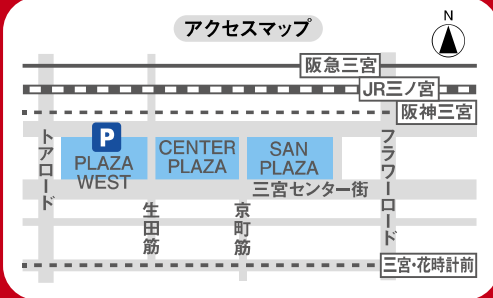 アクセスマップ
N
阪急三宮
JR三ノ宮
阪神三宮
トアロード
P
PLAZA
WEST
CENTER
PLAZA
SAN
PLAZA
フラワーロード
三宮センター街
生田筋
京町筋
三宮・花時計前